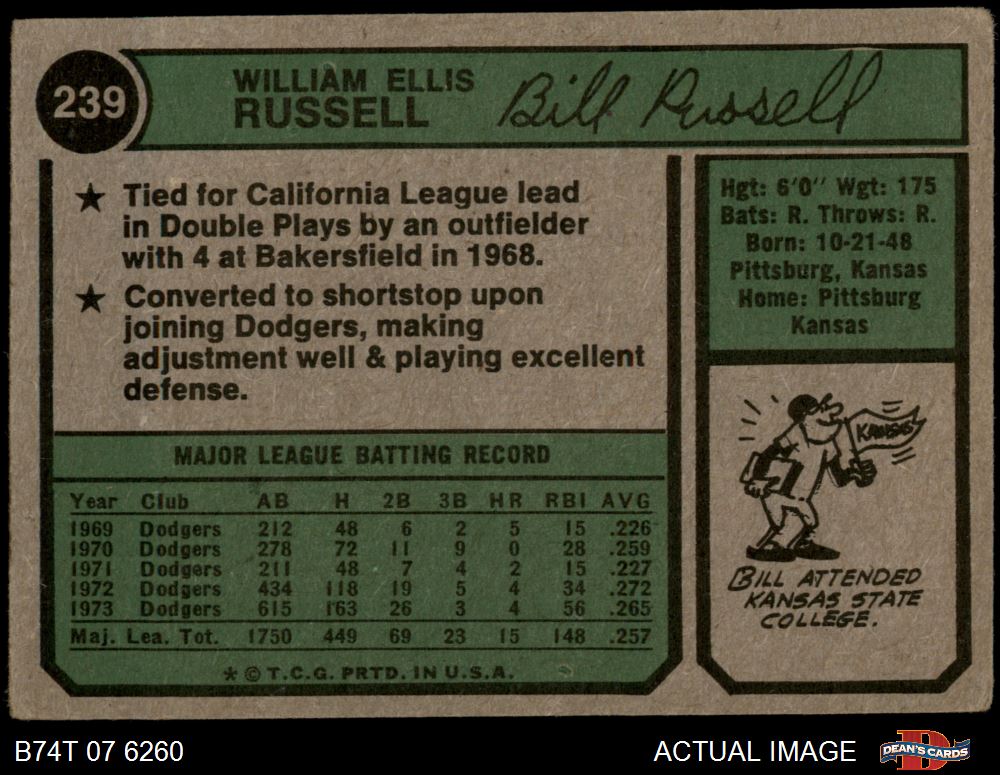 239
WILLIAM ELLIS
RUSSELL
Bill Russell
★ Tied for California League lead
in Double Plays by an outfielder
with 4 at Bakersfield in 1968.
★ Converted to shortstop upon
joining Dodgers, making
adjustment well & playing excellent
defense.
Hgt: 6'0" Wgt: 175
Bats: R. Throws: R.
Born: 10-21-48
Pittsburg, Kansas
Home: Pittsburg
Kansas
MAJOR LEAGUE BATTING RECORD
Year Club AB H 2B 3B HR RBI AVG
1969 Dodgers 212 48 6 2 5 15 .226
1970 Dodgers 278 72 11 9 0 28 .259
1971 Dodgers 211 48 7 4 2 15 .227
1972 Dodgers 434 118 19 5 4 34 .272
1973 Dodgers 615 163 26 3 4 56 .265
Maj. Lea. Tot. 1750 449 69 23 15 148 .257
* © T.C.G. PRTD. IN U.S.A.
KANSAS
BILL ATTENDED
KANSAS STATE
COLLEGE.
B74T 07 6260
ACTUAL IMAGE
DEAN'S CARDS